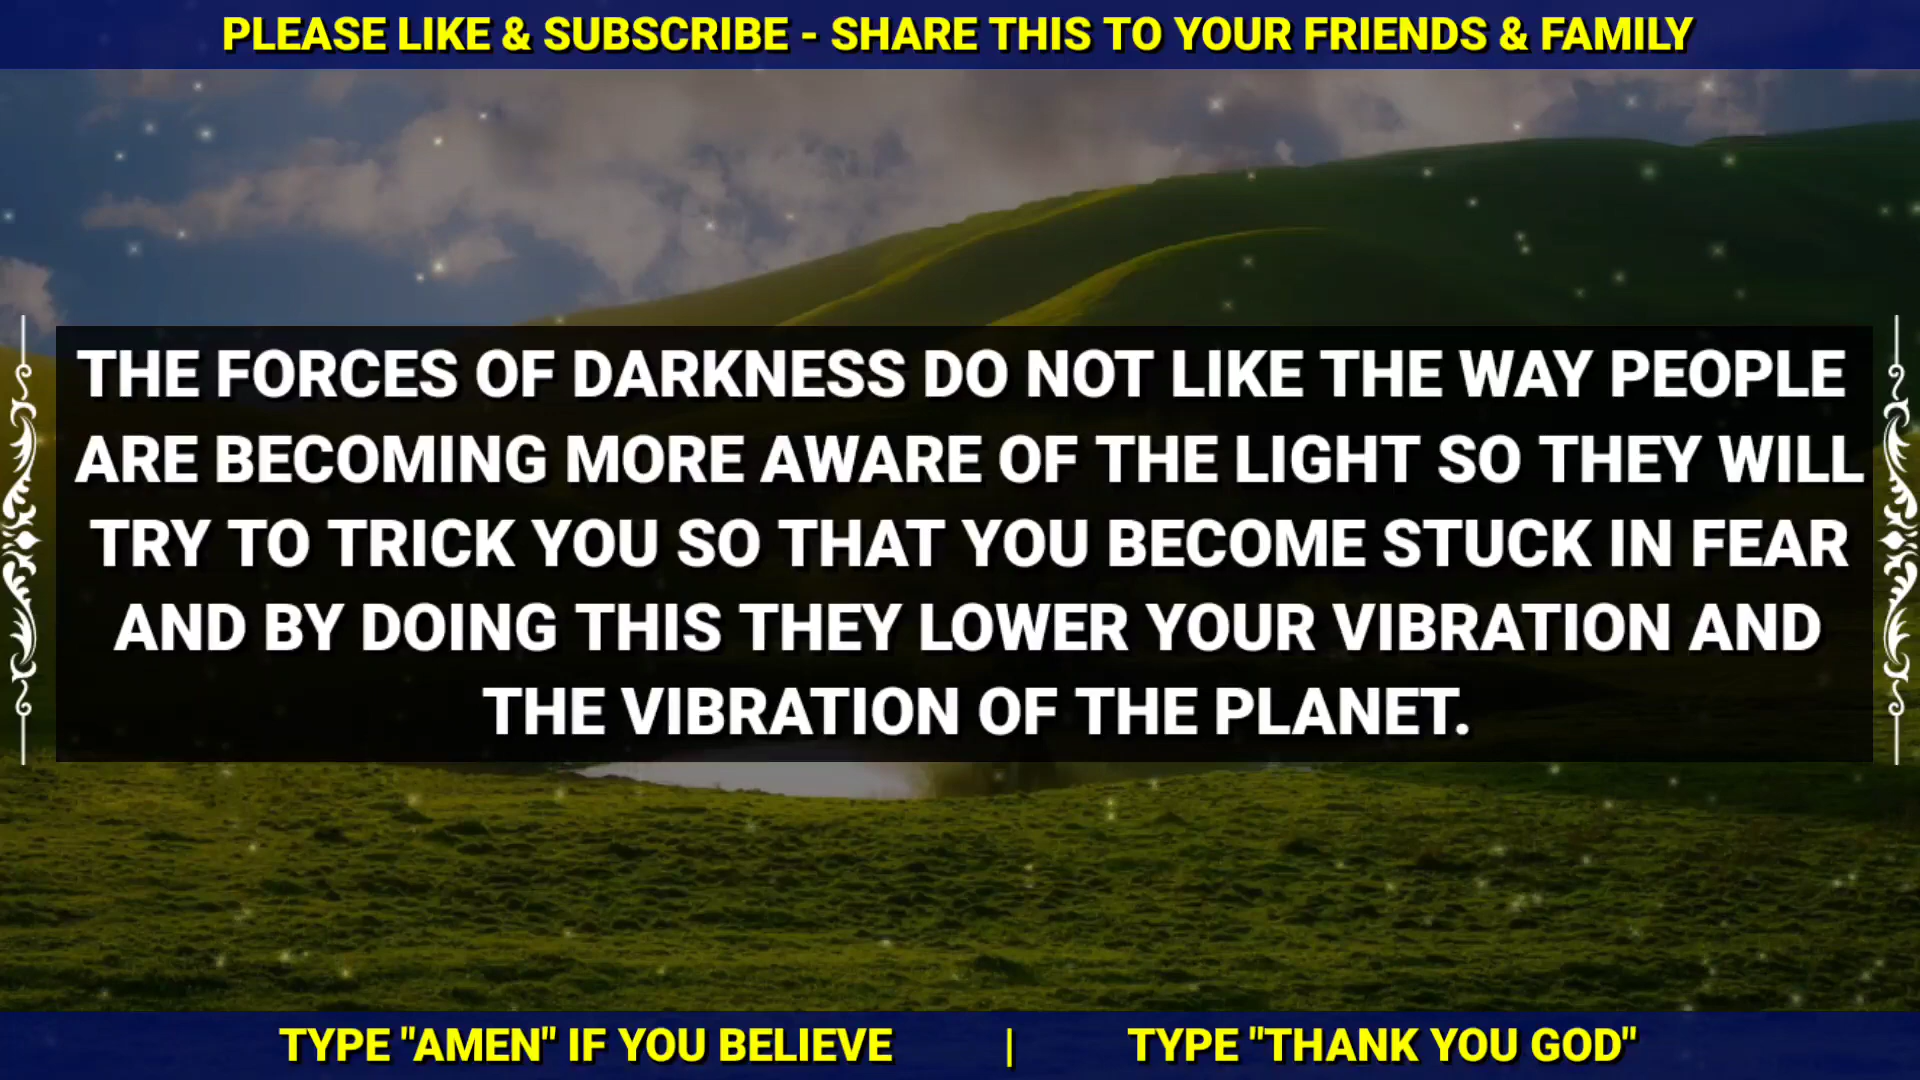 PLEASE LIKE & SUBSCRIBE - SHARE THIS TO YOUR FRIENDS & FAMILY
THE FORCES OF DARKNESS DO NOT LIKE THE WAY PEOPLE
ARE BECOMING MORE AWARE OF THE LIGHT SO THEY WILL
TRY TO TRICK YOU SO THAT YOU BECOME STUCK IN FEAR
AND BY DOING THIS THEY LOWER YOUR VIBRATION AND
THE VIBRATION OF THE PLANET.
TYPE "AMEN" IF YOU BELIEVE | TYPE "THANK YOU GOD"